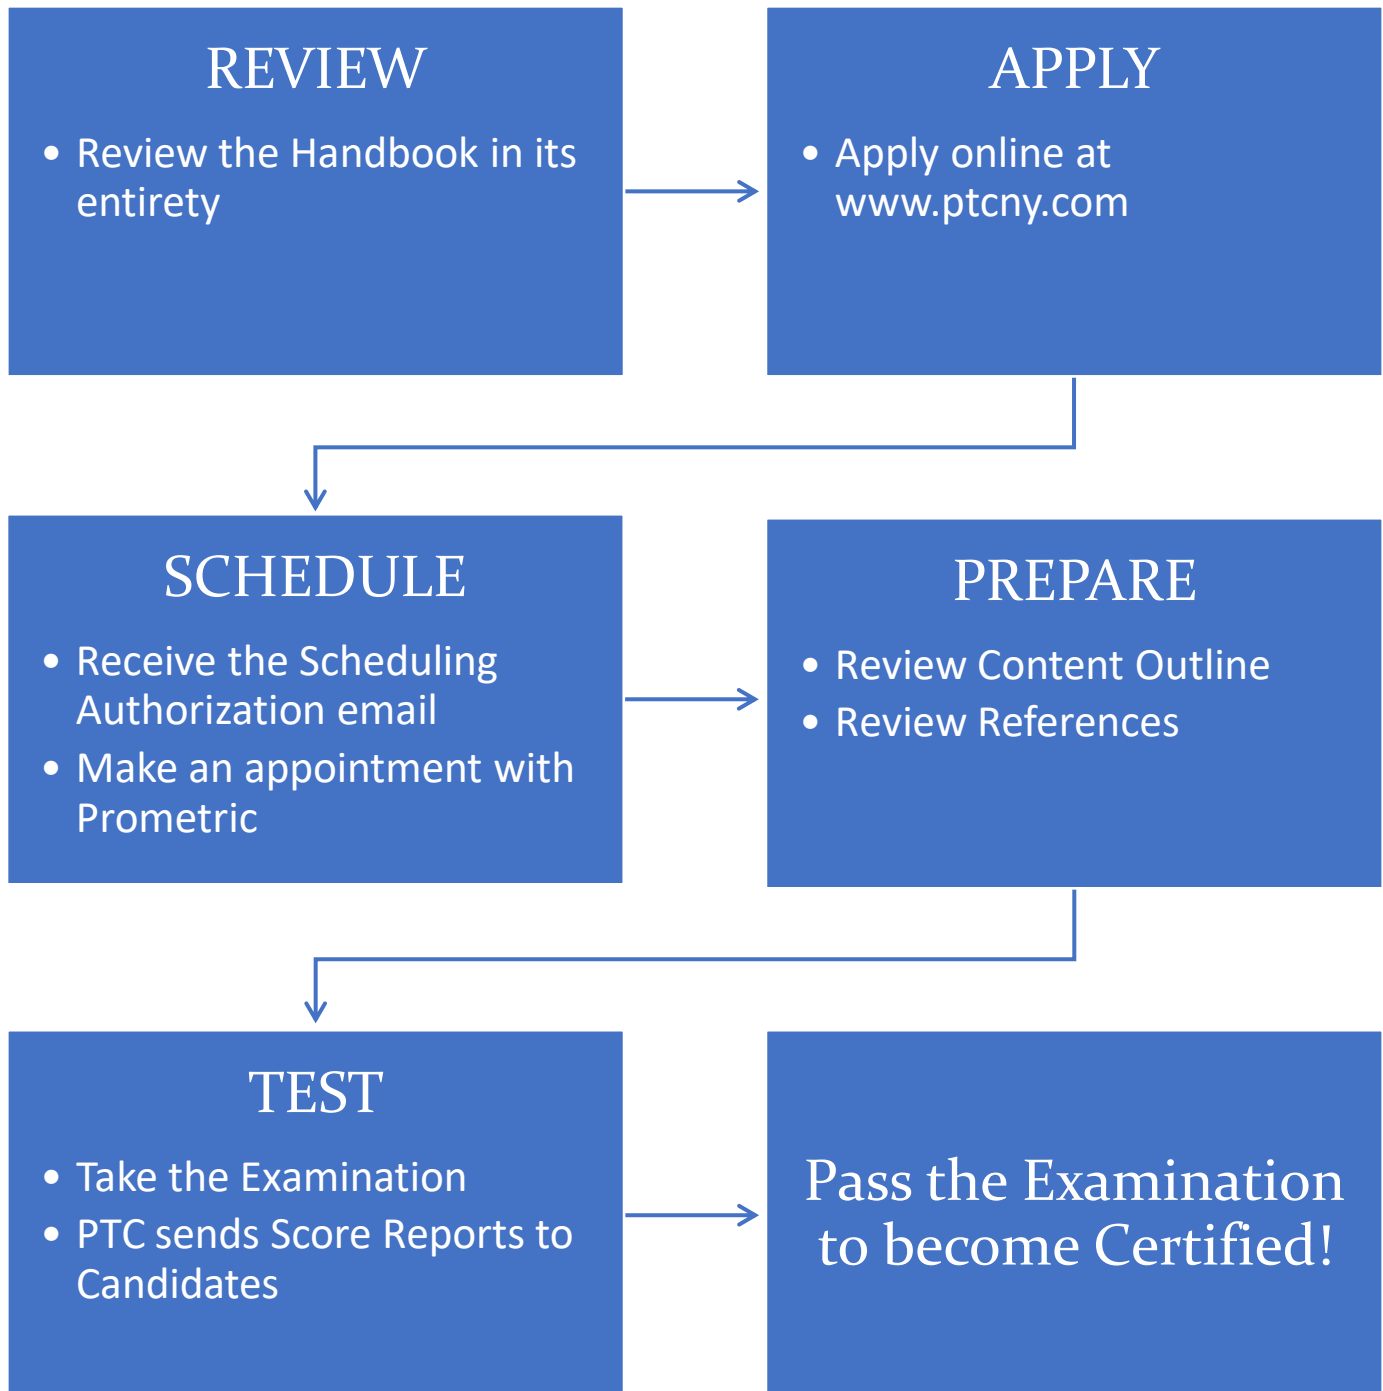 REVIEW
• Review the Handbook in its
entirety
APPLY
• Apply online at
www.ptcny.com
SCHEDULE
• Receive the Scheduling
Authorization email
• Make an appointment with
Prometric
PREPARE
• Review Content Outline
• Review References
TEST
• Take the Examination
• PTC sends Score Reports to
Candidates
Pass the Examination
to become Certified!